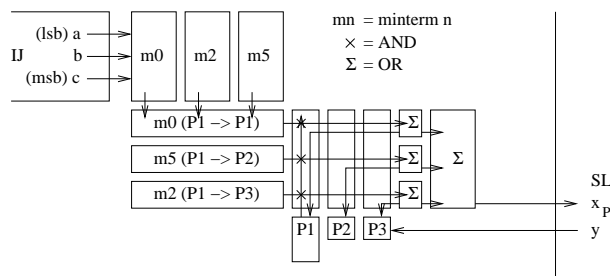 mn = minterm n
× = AND
Σ = OR
(lsb) a
IJ b
(msb) c
m0 m2 m5
m0 (P1 -> P1) Σ
m5 (P1 -> P2) Σ Σ
m2 (P1 -> P3) Σ
SL
x P
P1 P2 P3 y